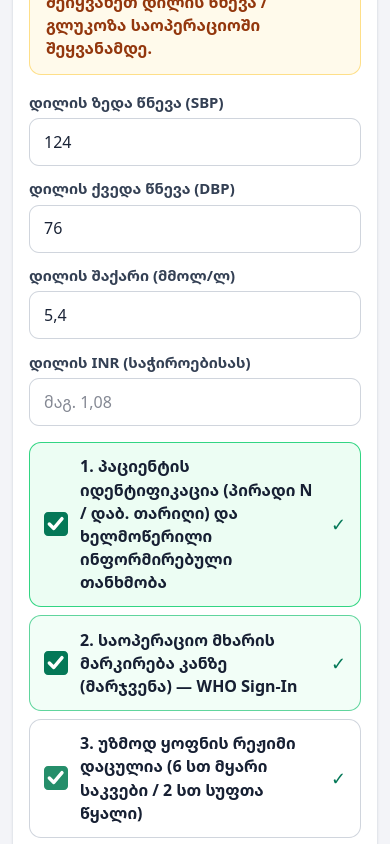 შეიყვანეთ დილის წნევა /
გლუკოზა საოპერაციოში
შეყვანამდე.
დილის ზედა წნევა (SBP)
124
დილის ქვედა წნევა (DBP)
76
დილის შაქარი (მმოლ/ლ)
5,4
დილის INR (საჭიროებისას)
მაგ. 1,08
1. პაციენტის
იდენტიფიკაცია (პირადი N
/ დაბ. თარიღი) და
ხელმოწერილი
ინფორმირებული
თანხმობა
✓
2. საოპერაციო მხარის
მარკირება კანზე
(მარჯვენა) — WHO Sign-In
✓
3. უზმოდ ყოფნის რეჟიმი
დაცულია (6 სთ მყარი
საკვები / 2 სთ სუფთა
წყალი)
✓